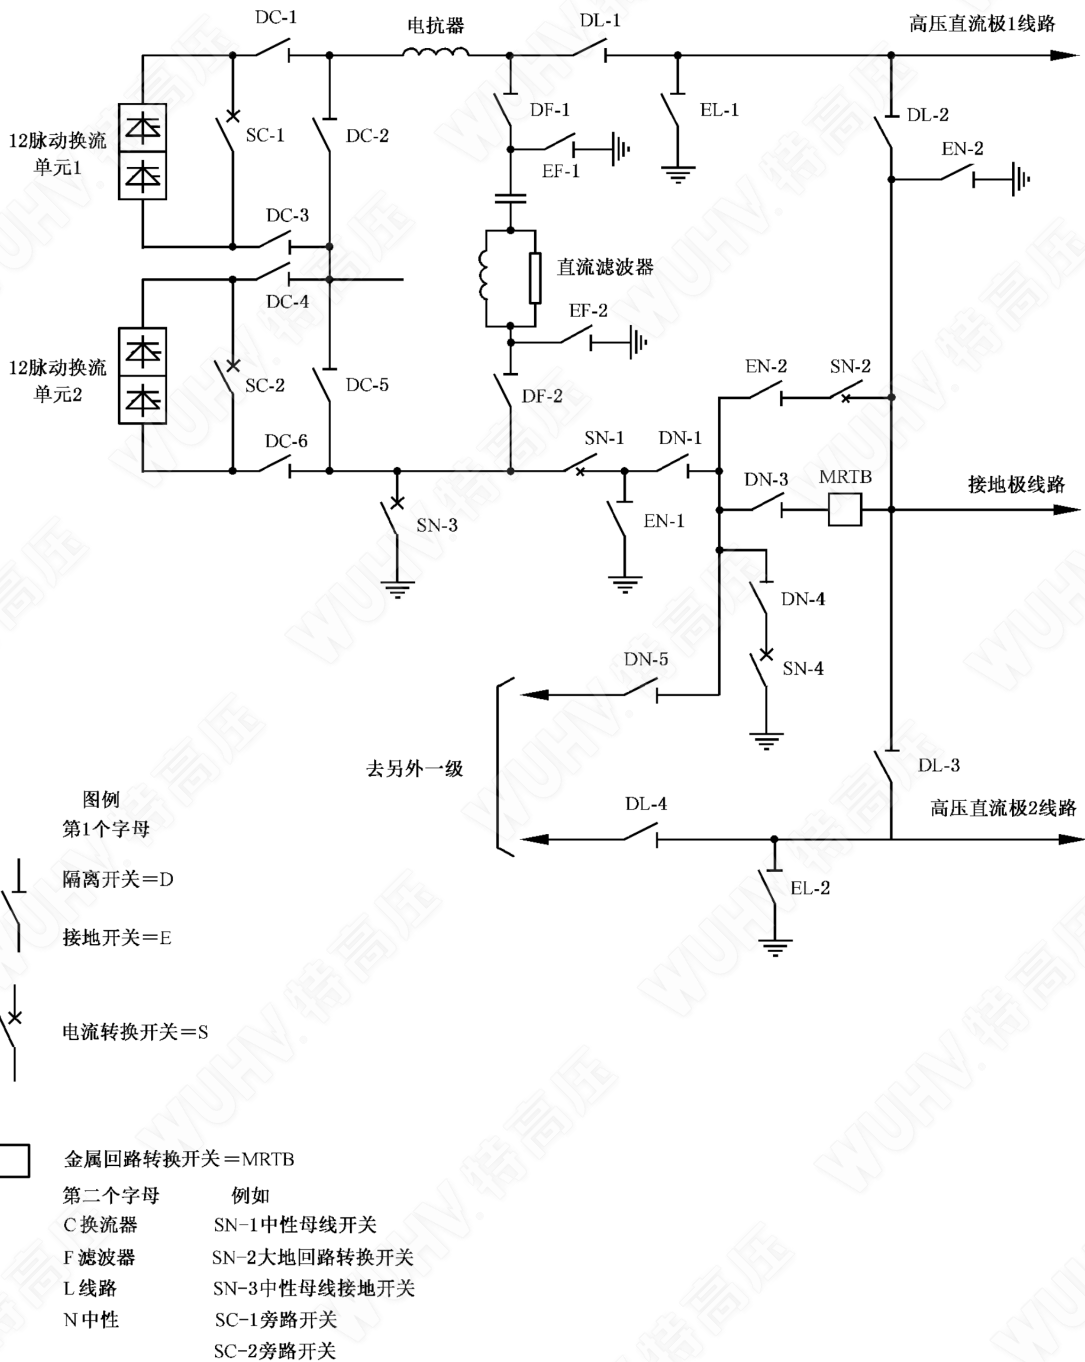 DC-1
电抗器
DL-1
高压直流极1线路
DF-1
EL-1
DL-2
12脉动换流
单元1
SC-1
DC-2
EF-1
EN-2
DC-3
DC-4
直流滤波器
EF-2
12脉动换流
单元2
SC-2
DC-5
DF-2
EN-2
SN-2
DC-6
SN-1
DN-1
DN-3
MRTB
接地极线路
SN-3
EN-1
DN-4
DN-5
SN-4
去另外一级
DL-3
DL-4
高压直流极2线路
EL-2
图例
第1个字母
隔离开关=D
接地开关=E
电流转换开关=S
金属回路转换开关=MRTB
第二个字母 例如
C 换流器 SN-1中性母线开关
F 滤波器 SN-2大地回路转换开关
L 线路 SN-3中性母线接地开关
N 中性 SC-1旁路开关
SC-2旁路开关
WUHV.特高压